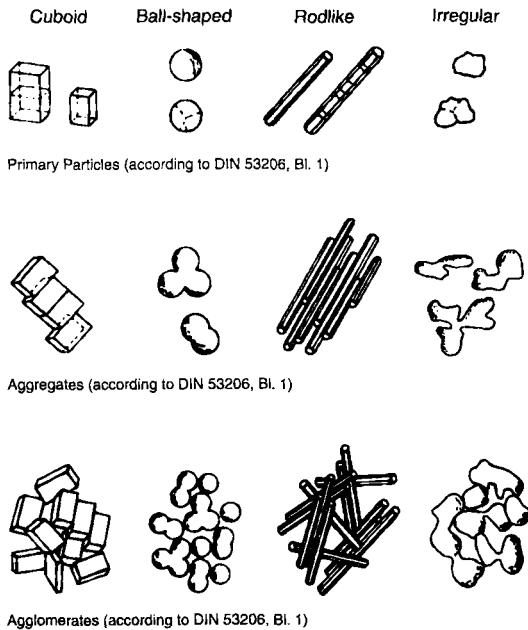 Cuboid Ball-shaped Rodlike Irregular
Primary Particles (according to DIN 53206, Bl. 1)
Aggregates (according to DIN 53206, Bl. 1)
Agglomerates (according to DIN 53206, Bl. 1)